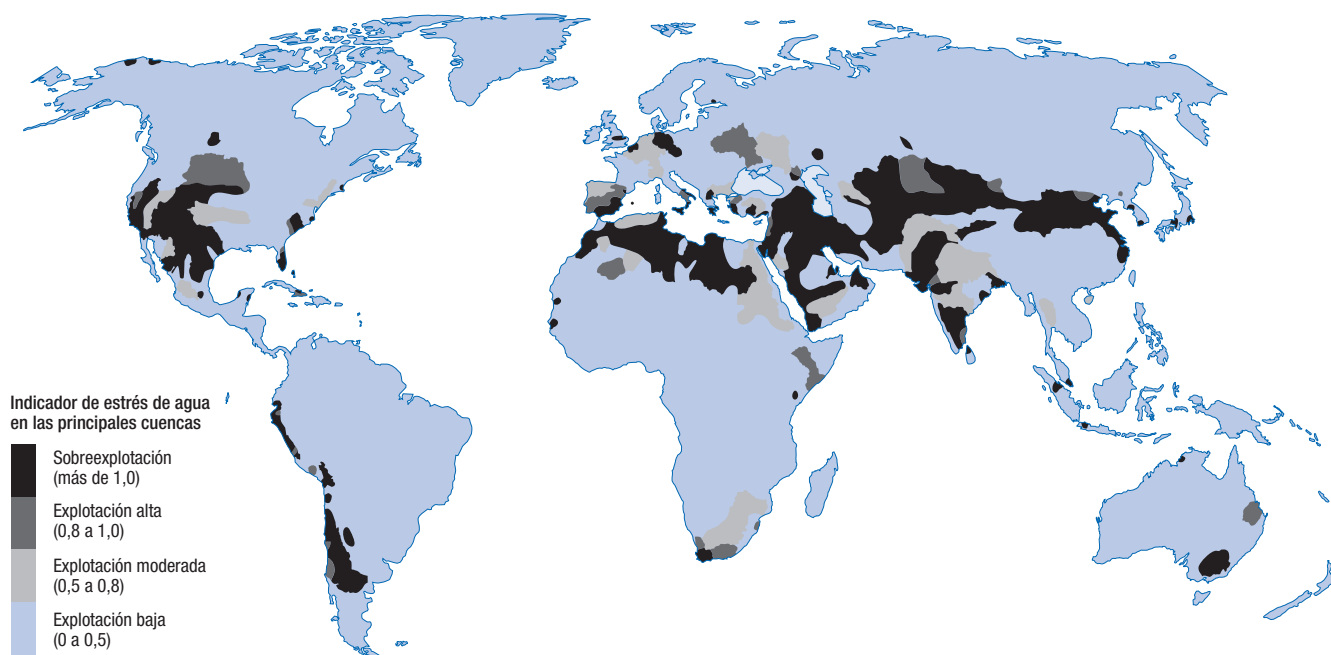 Indicador de estrés de agua
en las principales cuencas
Sobreexplotación
(más de 1,0)
Explotación alta
(0,8 a 1,0)
Explotación moderada
(0,5 a 0,8)
Explotación baja
(0 a 0,5)